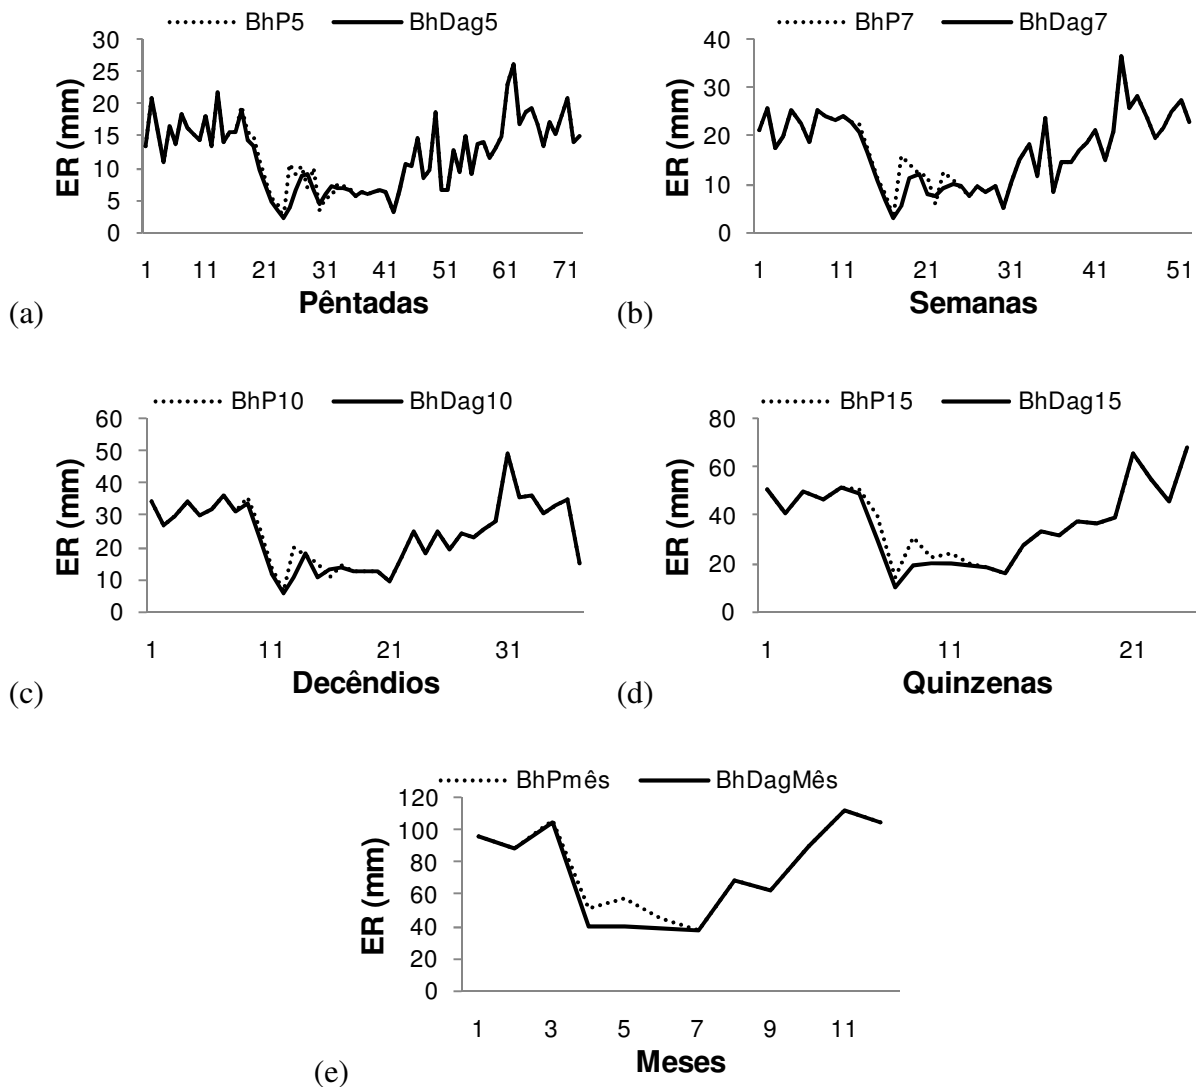 BhP5 BhDag5
30
25
20
15
10
5
0
ER (mm)
1 11 21 31 41 51 61 71
Pêntadas
(a)
BhP7 BhDag7
40
30
20
10
0
ER (mm)
1 11 21 31 41 51
Semanas
(b)
BhP10 BhDag10
60
50
40
30
20
10
0
ER (mm)
1 11 21 31
Decêndios
(c)
BhP15 BhDag15
80
60
40
20
0
ER (mm)
1 11 21
Quinzenas
(d)
BhPmês BhDagMês
120
100
80
60
40
20
0
ER (mm)
1 3 5 7 9 11
Meses
(e)